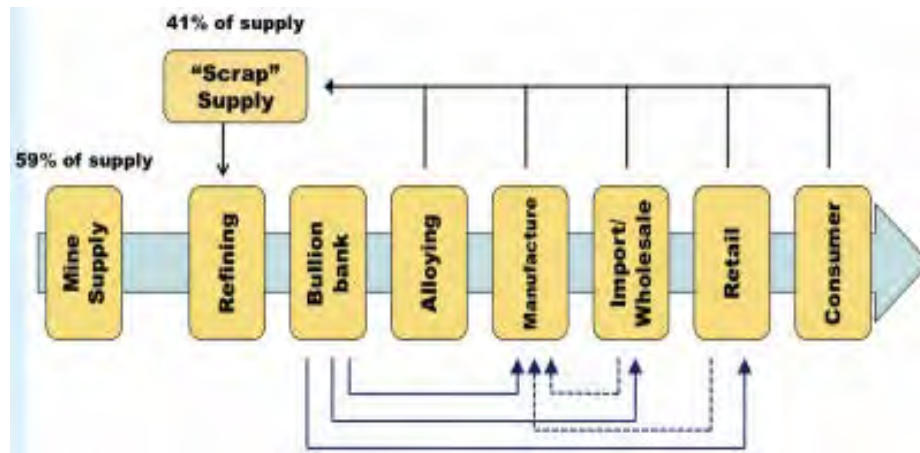 41% of supply
“Scrap”
Supply
59% of supply
Mine
Supply
Refining
Bullion
bank
Alloying
Manufacture
Import/
Wholesale
Retail
Consumer